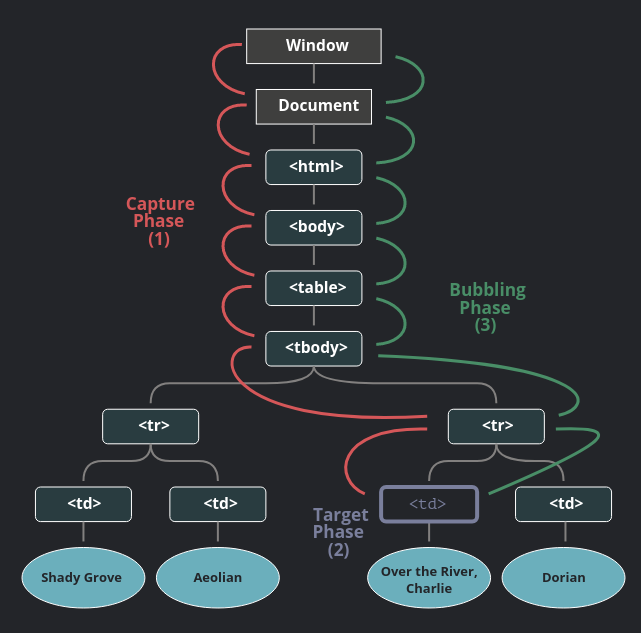 Window
Document
<html>
Capture
Phase
(1)
<body>
<table>
Bubbling
Phase
(3)
<tbody>
<tr>
<tr>
<td>
<td>
<td>
<td>
Target
Phase
(2)
Shady Grove
Aeolian
Over the River,
Charlie
Dorian